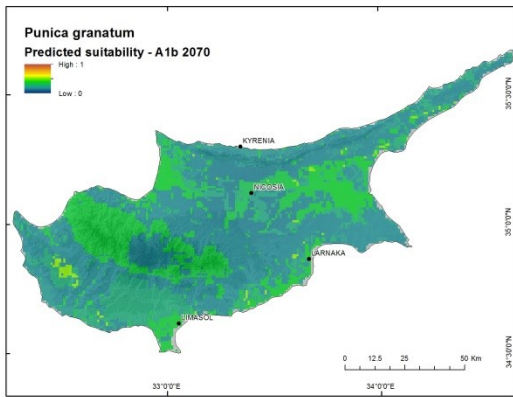 Punica granatum
Predicted suitability - A1b 2070
High : 1
Low : 0
KYRENIA
NICOSIA
LARNAKA
LIMASOL
35°30'0"N
35°0'0"N
34°30'0"N
0 12.5 25 50 Km
33°0'0"E 34°0'0"E